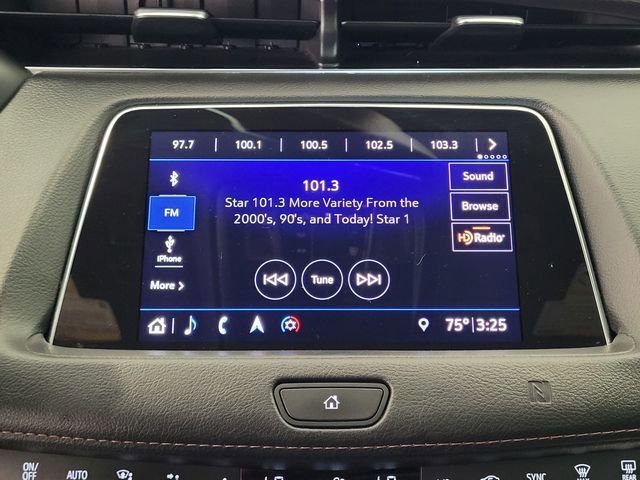 97.7 100.1 100.5 102.5 103.3
101.3
Star 101.3 More Variety From the
2000's, 90's, and Today! Star 1
Sound
Browse
HD Radio
FM
iPhone
More
Tune
75° 3:25
ON/
OFF
AUTO
SYNC
REAR